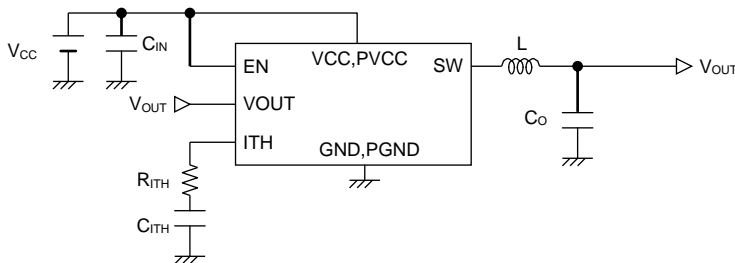 VCC
CIN
EN
VCC,PVCC
SW
L
VOUT
VOUT
VOUT
ITH
GND,PGND
CO
RITH
CITH